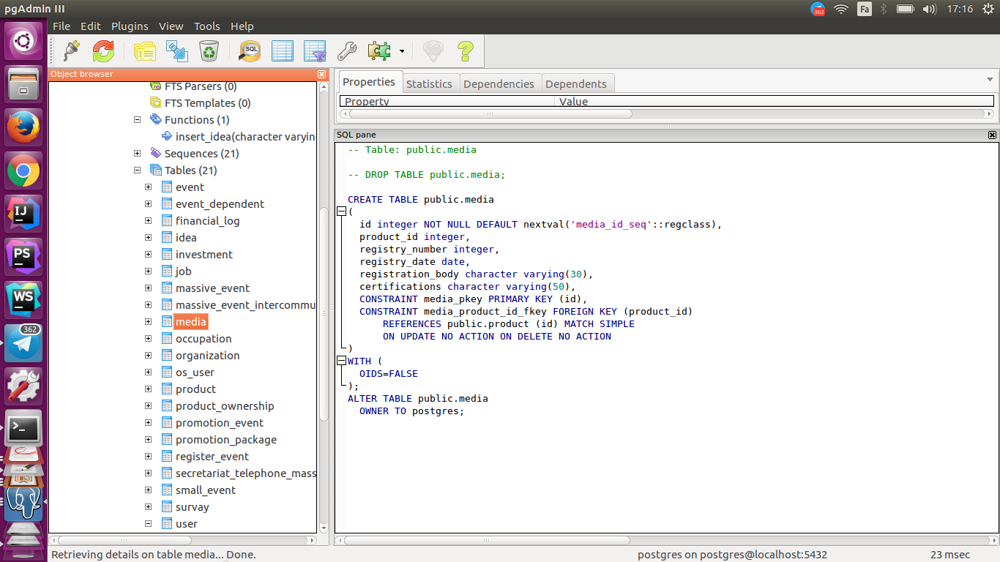 pgAdmin III
362
Fa
17:16
File Edit Plugins View Tools Help
SQL
Object browser
FTS Parsers (0)
FTS Templates (0)
Functions (1)
insert_idea(character varyin
Sequences (21)
Tables (21)
event
event_dependent
financial_log
idea
investment
job
massive_event
massive_event_intercommu
media
occupation
organization
os_user
product
product_ownership
promotion_event
promotion_package
register_event
secretariat_telephone_mass
small_event
survay
user
Properties Statistics Dependencies Dependents
Property Value
SQL pane
-- Table: public.media
-- DROP TABLE public.media;
CREATE TABLE public.media
(
id integer NOT NULL DEFAULT nextval('media_id_seq'::regclass),
product_id integer,
registry_number integer,
registry_date date,
registration_body character varying(30),
certifications character varying(50),
CONSTRAINT media_pkey PRIMARY KEY (id),
CONSTRAINT media_product_id_fkey FOREIGN KEY (product_id)
REFERENCES public.product (id) MATCH SIMPLE
ON UPDATE NO ACTION ON DELETE NO ACTION
)
WITH (
OIDS=FALSE
);
ALTER TABLE public.media
OWNER TO postgres;
IJ
PS
WS
362
Retrieving details on table media... Done.
postgres on postgres@localhost:5432
23 msec